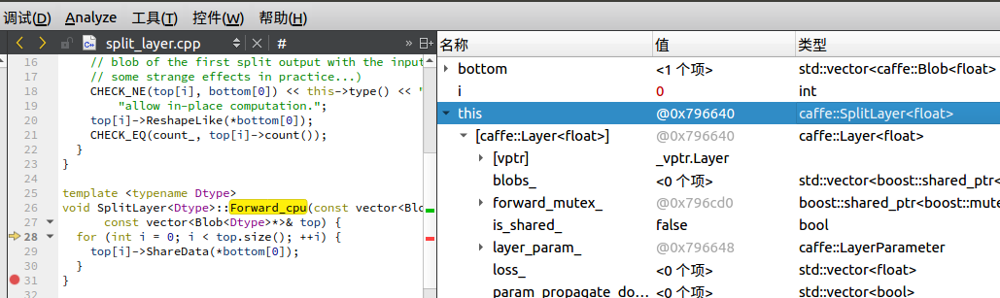 调试(D) Analyze 工具(T) 控件(W) 帮助(H)
split_layer.cpp # »
16 // blob of the first split output with the input
17 // some strange effects in practice...)
18 CHECK_NE(top[i], bottom[0]) << this->type() << "
19 "allow in-place computation.";
20 top[i]->ReshapeLike(*bottom[0]);
21 CHECK_EQ(count_, top[i]->count());
22 }
23 }
24
25 template <typename Dtype>
26 void SplitLayer<Dtype>::Forward_cpu(const vector<Blo
27 const vector<Blob<Dtype>*>& top) {
28 for (int i = 0; i < top.size(); ++i) {
29 top[i]->ShareData(*bottom[0]);
30 }
31 }
32
名称 值 类型
bottom <1 个项> std::vector<caffe::Blob<float>
i 0 int
this @0x796640 caffe::SplitLayer<float>
[caffe::Layer<float>] @0x796640 caffe::Layer<float>
[vptr] _vptr.Layer
blobs_ <0 个项> std::vector<boost::shared_ptr<
forward_mutex_ @0x796cd0 boost::shared_ptr<boost::mute
is_shared_ false bool
layer_param_ @0x796648 caffe::LayerParameter
loss_ <0 个项> std::vector<float>
param_propagate_do... <0 个项> std::vector<bool>